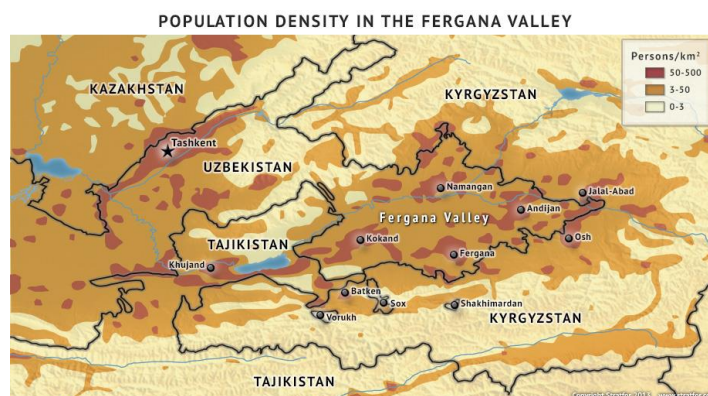 POPULATION DENSITY IN THE FERGANA VALLEY
Persons/km²
50-500
3-50
0-3
KAZAKHSTAN
KYRGYZSTAN
Tashkent
UZBEKISTAN
Namangan
Jalal-Abad
Andijan
Fergana Valley
Kokand
Osh
TAJIKISTAN
Fergana
Khujand
Batken
Sox
Shakhimardan
Vorukh
KYRGYZSTAN
TAJIKISTAN